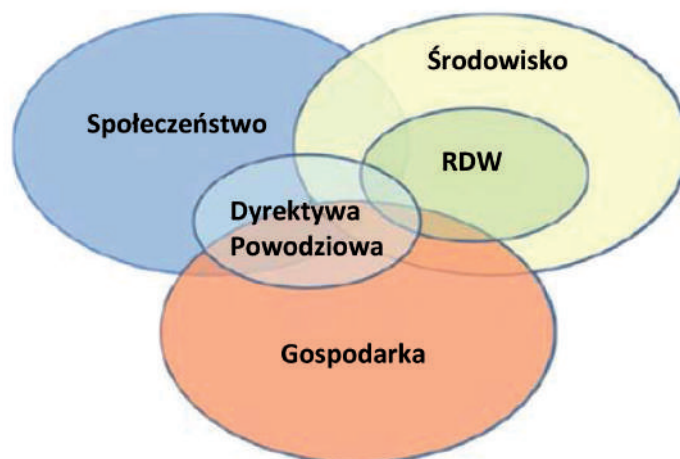 Środowisko
Społeczeństwo
RDW
Dyrektywa
Powodziowa
Gospodarka